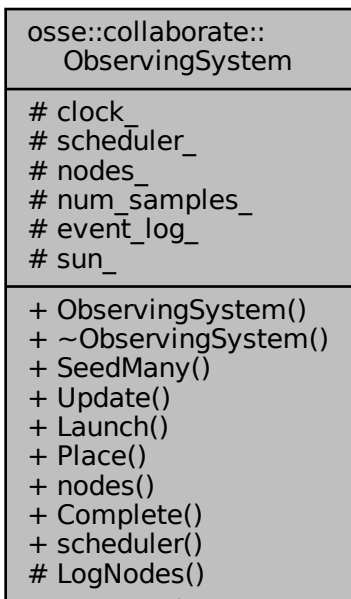 osse::collaborate::
ObservingSystem
# clock_
# scheduler_
# nodes_
# num_samples_
# event_log_
# sun_
+ ObservingSystem()
+ ~ObservingSystem()
+ SeedMany()
+ Update()
+ Launch()
+ Place()
+ nodes()
+ Complete()
+ scheduler()
# LogNodes()